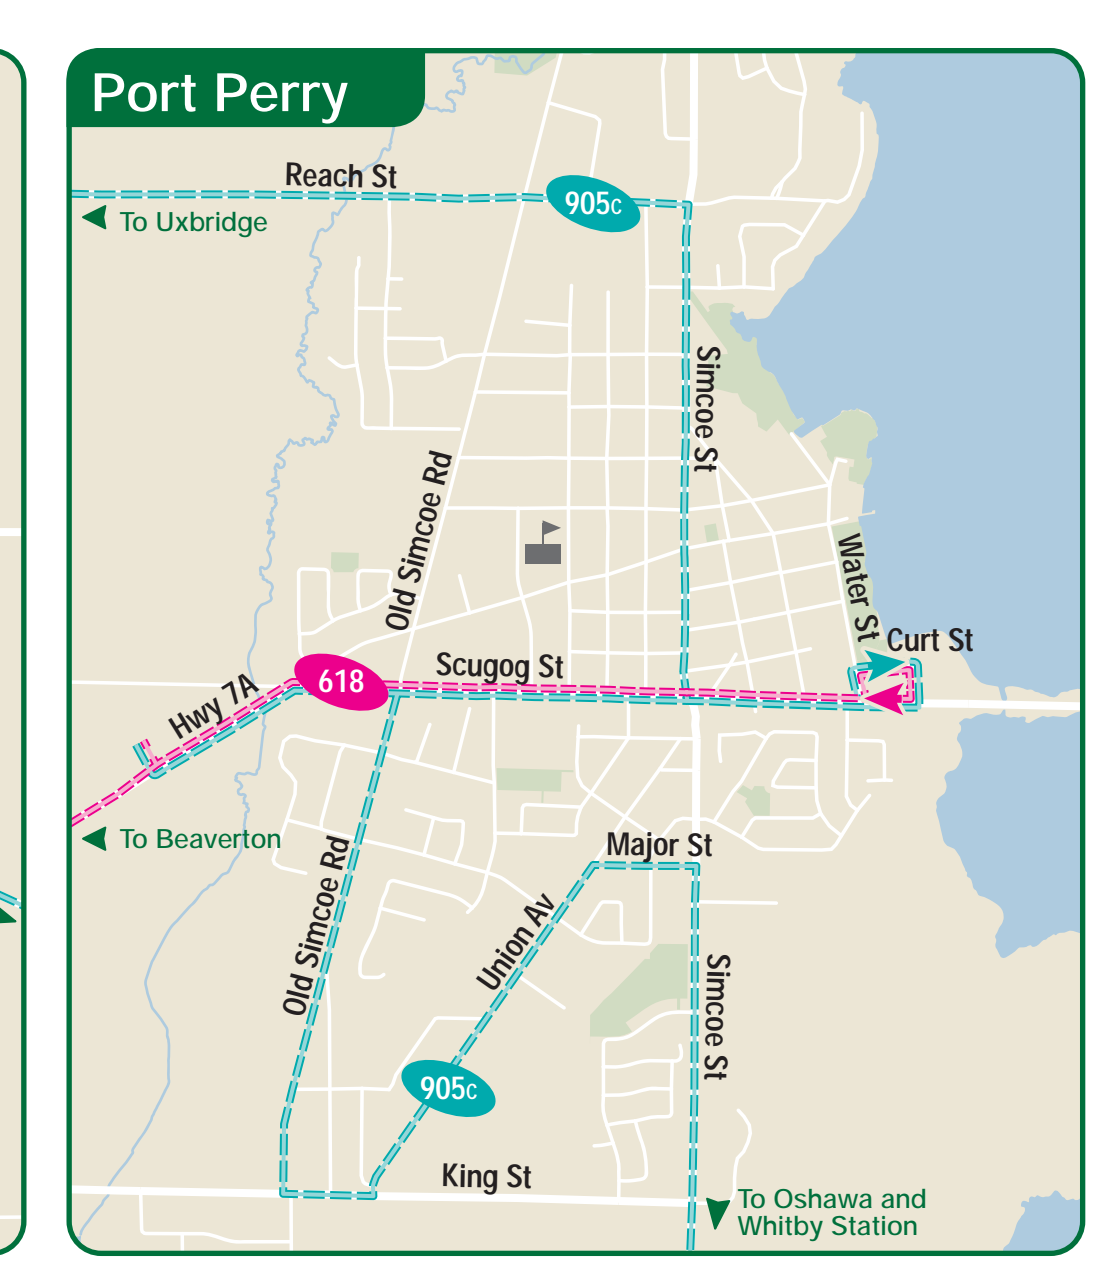 Port Perry
Reach St
905C
To Uxbridge
Simcoe St
Old Simcoe Rd
Water St
Curt St
Scugog St
618
Hwy 7A
To Beaverton
Major St
Old Simcoe Rd
Union Av
Simcoe St
905C
King St
To Oshawa and
Whitby Station